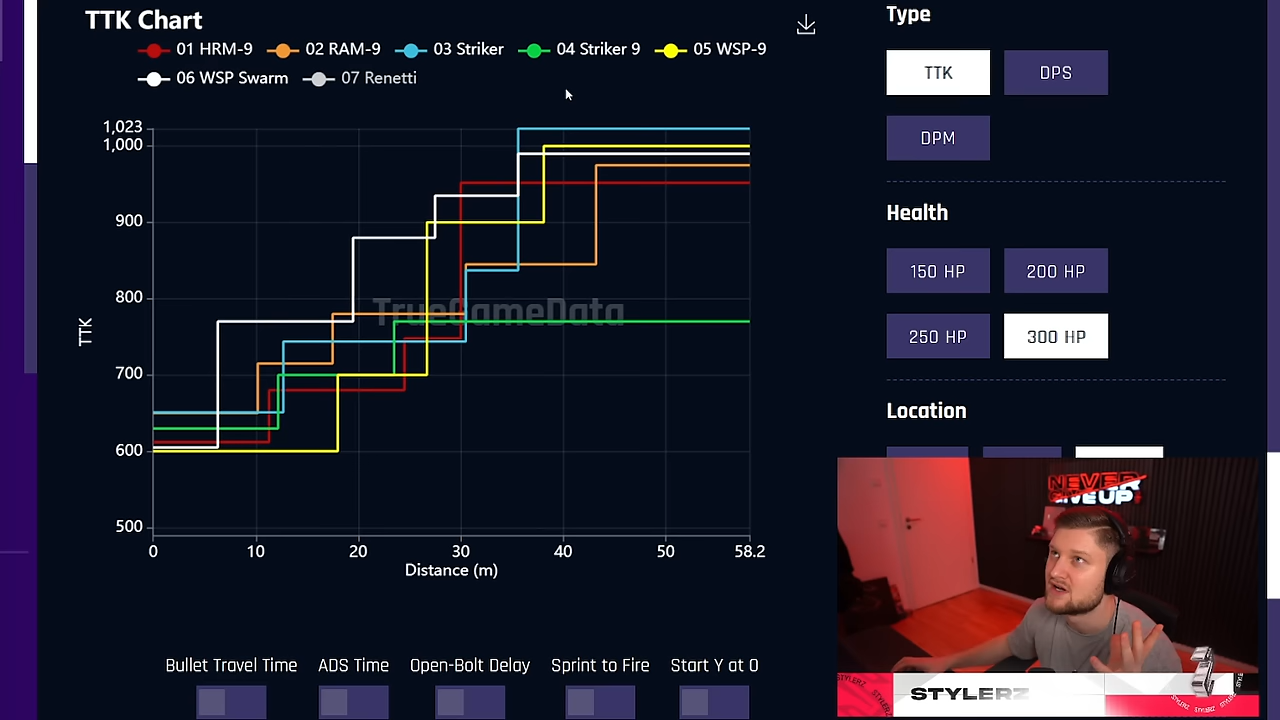 TTK Chart
01 HRM-9 02 RAM-9 03 Striker 04 Striker 9 05 WSP-9
06 WSP Swarm 07 Renetti
1,023
1,000
900
800
700
600
500
TTK
TrueGameData
0 10 20 30 40 50 58.2
Distance (m)
Bullet Travel Time ADS Time Open-Bolt Delay Sprint to Fire Start Y at 0
Type
TTK DPS
DPM
Health
150 HP 200 HP
250 HP 300 HP
Location
NEVER
GIVE UP
STYLERZ